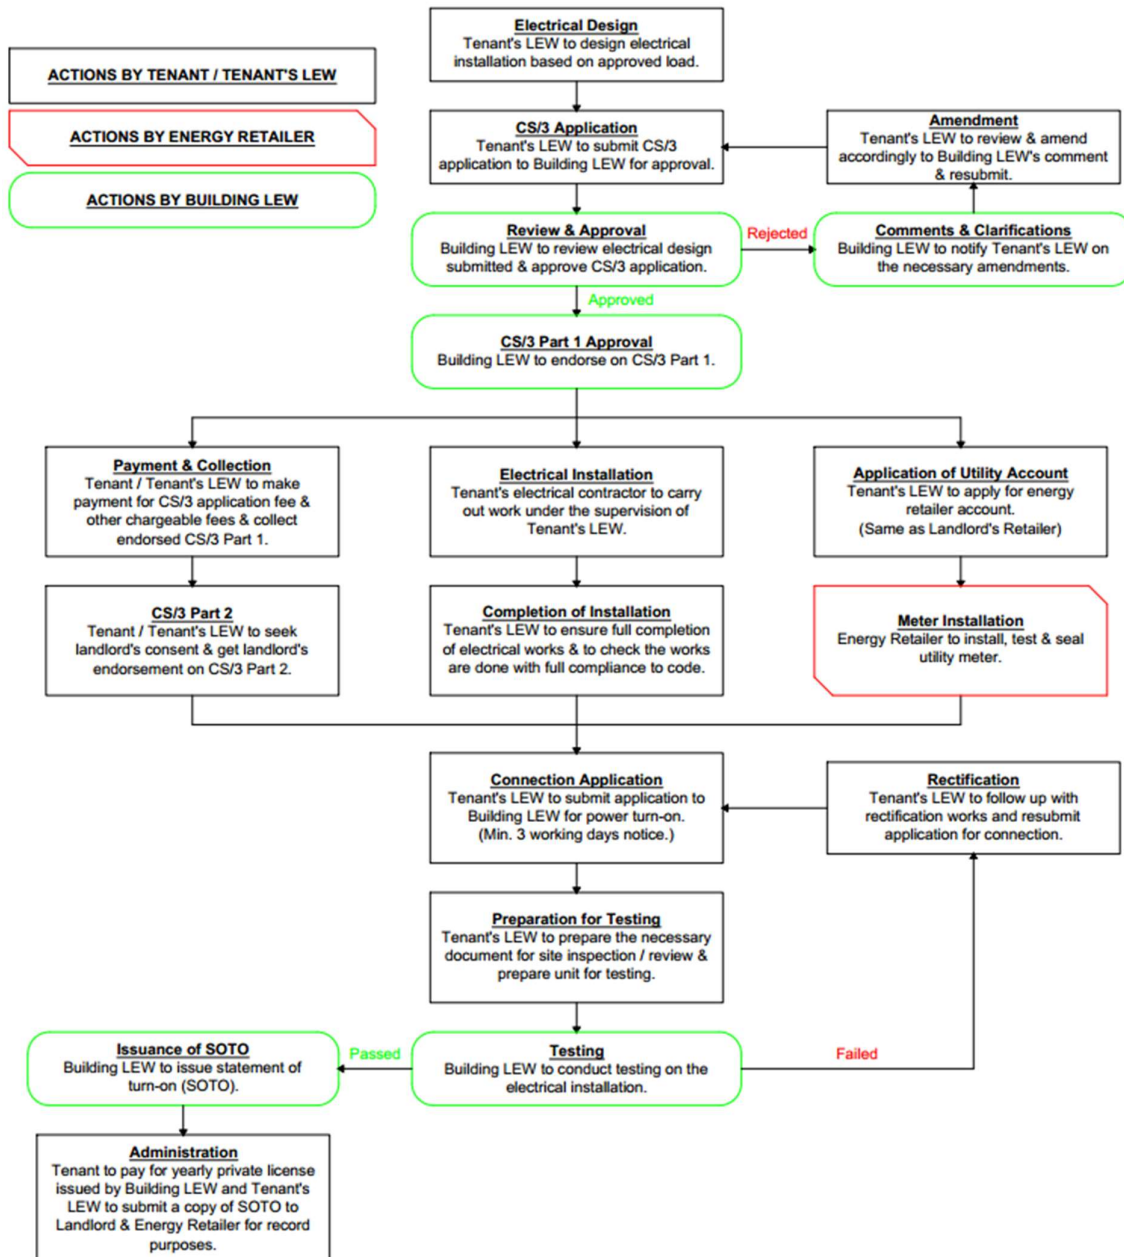 ACTIONS BY TENANT / TENANT'S LEW
ACTIONS BY ENERGY RETAILER
ACTIONS BY BUILDING LEW
Electrical Design
Tenant's LEW to design electrical
installation based on approved load.
CS/3 Application
Tenant's LEW to submit CS/3
application to Building LEW for approval.
Amendment
Tenant's LEW to review & amend
accordingly to Building LEW's comment
& resubmit.
Review & Approval
Building LEW to review electrical design
submitted & approve CS/3 application.
Rejected
Comments & Clarifications
Building LEW to notify Tenant's LEW on
the necessary amendments.
Approved
CS/3 Part 1 Approval
Building LEW to endorse on CS/3 Part 1.
Payment & Collection
Tenant / Tenant's LEW to make
payment for CS/3 application fee &
other chargeable fees & collect
endorsed CS/3 Part 1.
Electrical Installation
Tenant's electrical contractor to carry
out work under the supervision of
Tenant's LEW.
Application of Utility Account
Tenant's LEW to apply for energy
retailer account.
(Same as Landlord's Retailer)
CS/3 Part 2
Tenant / Tenant's LEW to seek
landlord's consent & get landlord's
endorsement on CS/3 Part 2.
Completion of Installation
Tenant's LEW to ensure full completion
of electrical works & to check the works
are done with full compliance to code.
Meter Installation
Energy Retailer to install, test & seal
utility meter.
Connection Application
Tenant's LEW to submit application to
Building LEW for power turn-on.
(Min. 3 working days notice.)
Rectification
Tenant's LEW to follow up with
rectification works and resubmit
application for connection.
Preparation for Testing
Tenant's LEW to prepare the necessary
document for site inspection / review &
prepare unit for testing.
Issuance of SOTO
Building LEW to issue statement of
turn-on (SOTO).
Passed
Testing
Building LEW to conduct testing on the
electrical installation.
Failed
Administration
Tenant to pay for yearly private license
issued by Building LEW and Tenant's
LEW to submit a copy of SOTO to
Landlord & Energy Retailer for record
purposes.